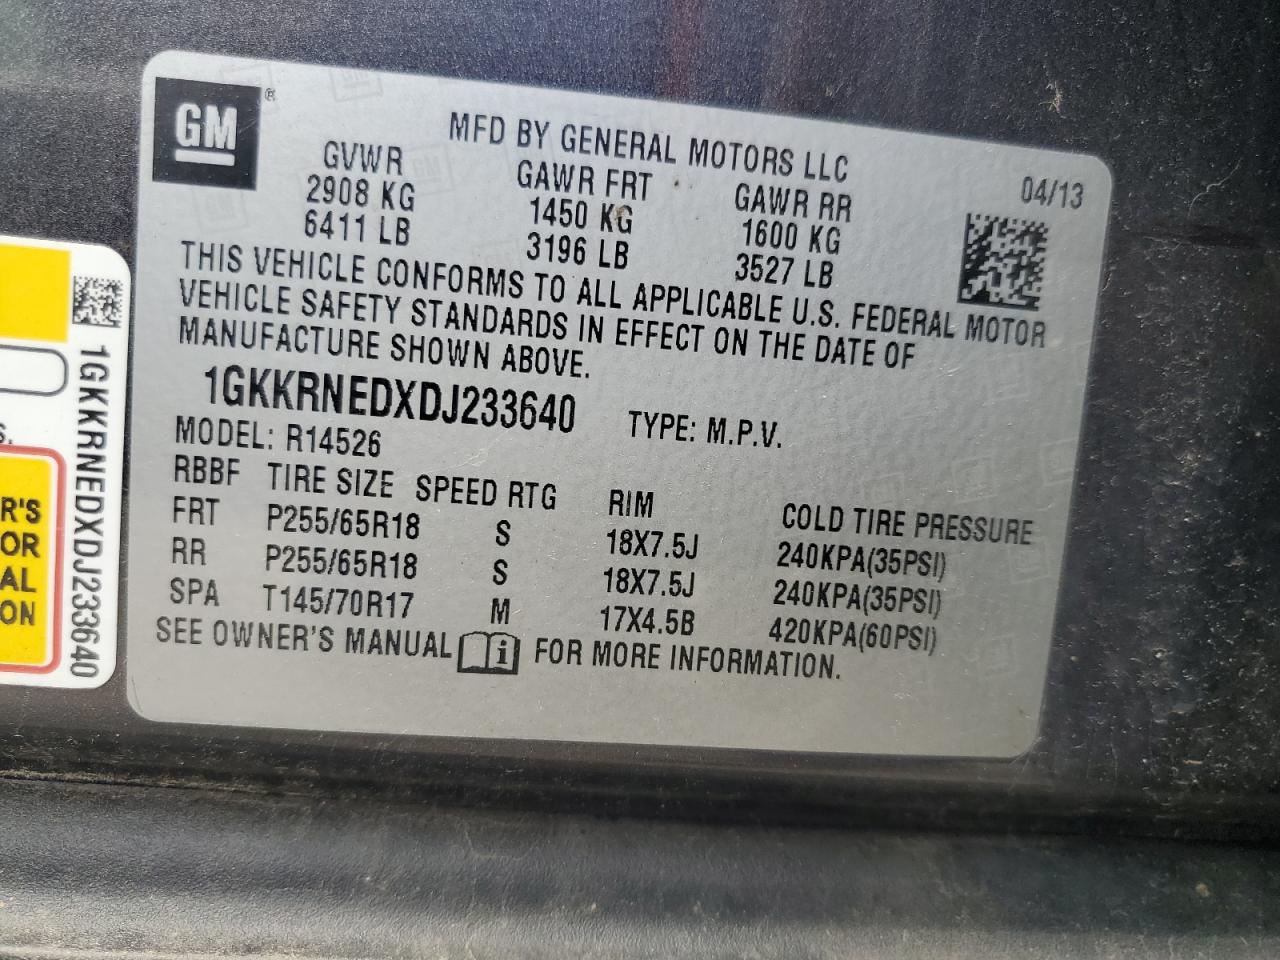 GM ®
MFD BY GENERAL MOTORS LLC
04/13
GVWR GAWR FRT GAWR RR
2908 KG 1450 KG 1600 KG
6411 LB 3196 LB 3527 LB
THIS VEHICLE CONFORMS TO ALL APPLICABLE U.S. FEDERAL MOTOR
VEHICLE SAFETY STANDARDS IN EFFECT ON THE DATE OF
MANUFACTURE SHOWN ABOVE.
1GKKRNEDXDJ233640 TYPE: M.P.V.
MODEL: R14526
RBBF TIRE SIZE SPEED RTG RIM COLD TIRE PRESSURE
FRT P255/65R18 S 18X7.5J 240KPA(35PSI)
RR P255/65R18 S 18X7.5J 240KPA(35PSI)
SPA T145/70R17 M 17X4.5B 420KPA(60PSI)
SEE OWNER'S MANUAL i FOR MORE INFORMATION.
1GKKRNEDXDJ233640
S.
R'S
OR
AL
ON